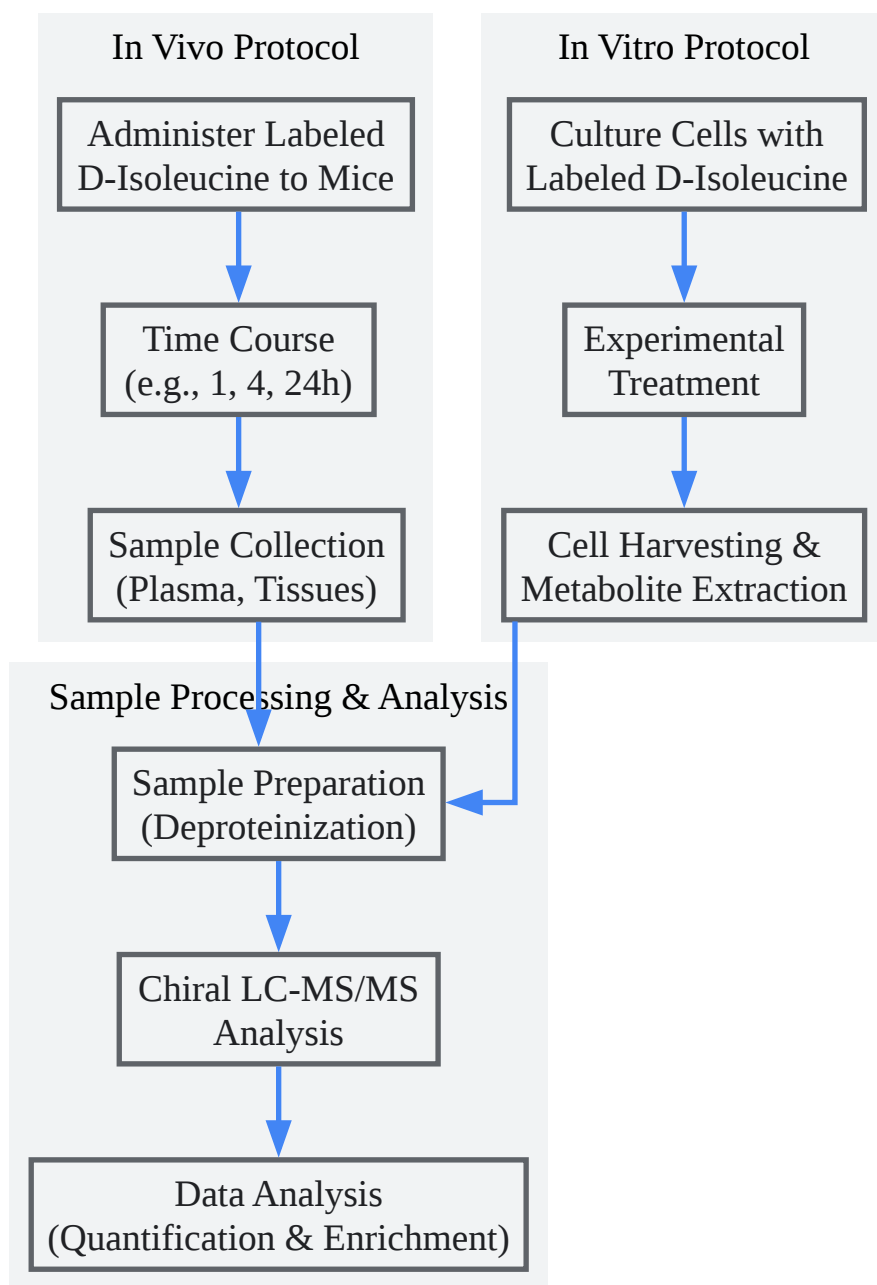 In Vivo Protocol
Administer Labeled
D-Isoleucine to Mice
Time Course
(e.g., 1, 4, 24h)
Sample Collection
(Plasma, Tissues)
In Vitro Protocol
Culture Cells with
Labeled D-Isoleucine
Experimental
Treatment
Cell Harvesting &
Metabolite Extraction
Sample Processing & Analysis
Sample Preparation
(Deproteinization)
Chiral LC-MS/MS
Analysis
Data Analysis
(Quantification & Enrichment)